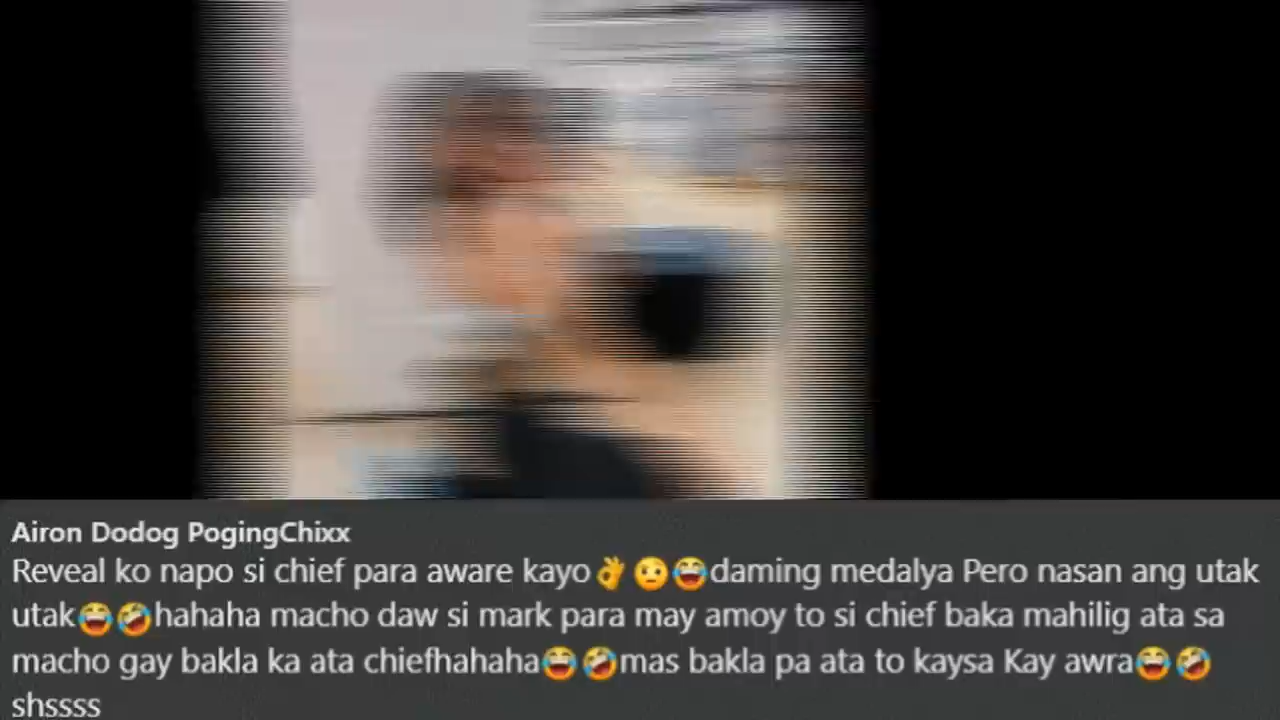 Airon Dodog PogingChixx
Reveal ko napo si chief para aware kayo👌😟😂daming medalya Pero nasan ang utak
utak😂🤣hahaha macho daw si mark para may amoy to si chief baka mahilig ata sa
macho gay bakla ka ata chiefhahaha😂🤣mas bakla pa ata to kaysa Kay awra😂🤣
shssss